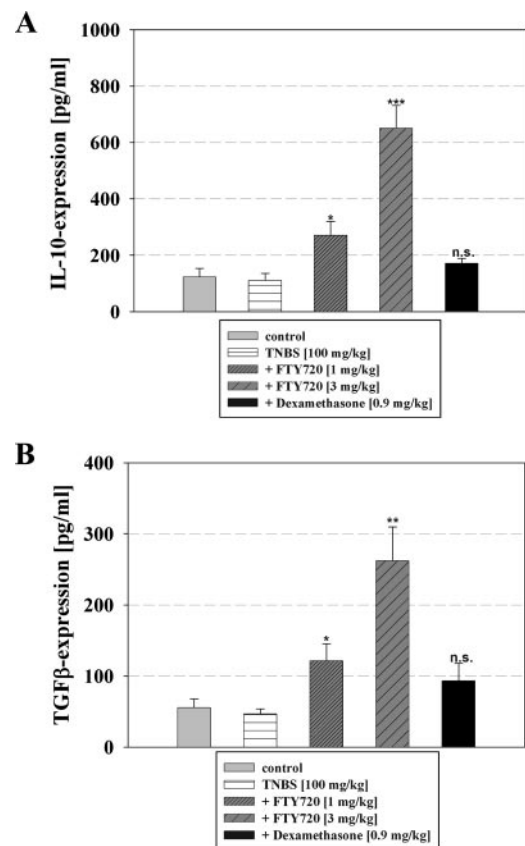 A
IL-10-expression [pg/ml]
1000
800
600
400
200
0
*
***
n.s.
control
TNBS [100 mg/kg]
+ FTY720 [1 mg/kg]
+ FTY720 [3 mg/kg]
+ Dexamethasone [0.9 mg/kg]
B
TGFβ-expression [pg/ml]
400
300
200
100
0
*
**
n.s.
control
TNBS [100 mg/kg]
+ FTY720 [1 mg/kg]
+ FTY720 [3 mg/kg]
+ Dexamethasone [0.9 mg/kg]